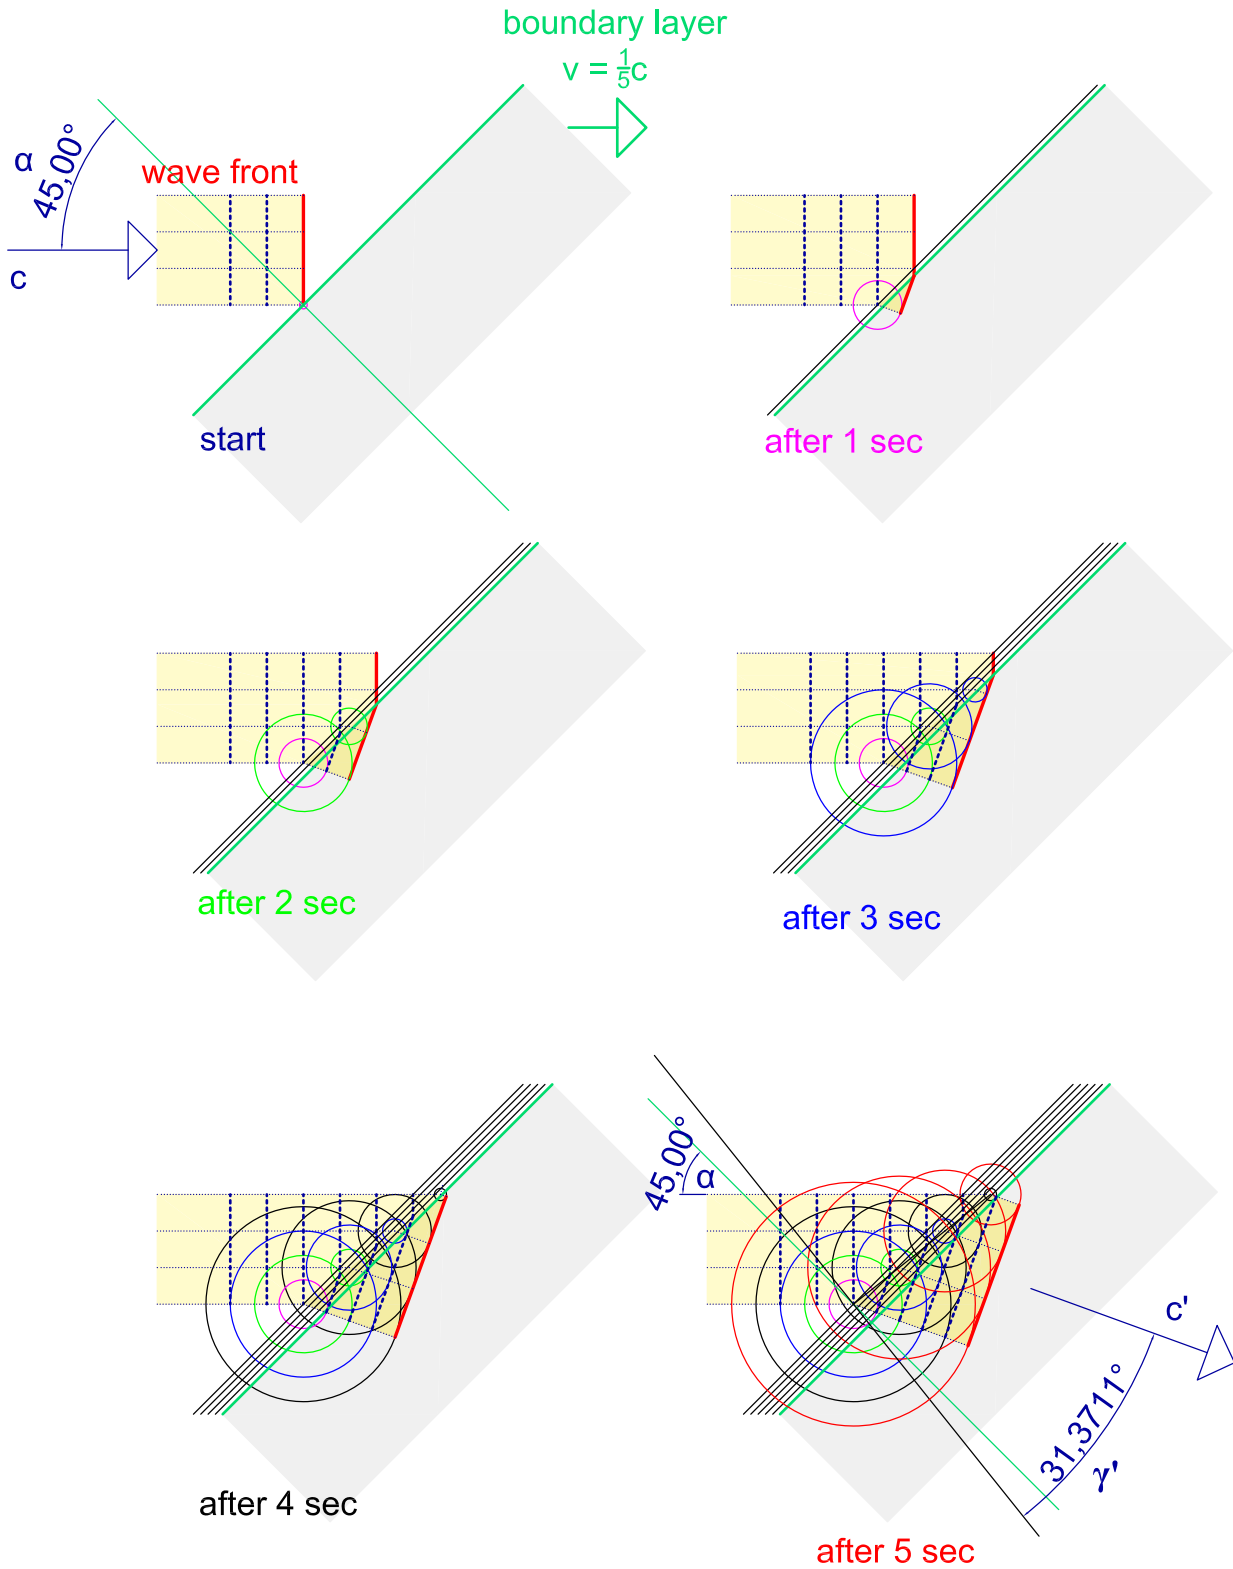 boundary layer
v = 1/5 c
α
45,00°
wave front
c
start
after 1 sec
after 2 sec
after 3 sec
45,00°
α
c'
31,3711°
γ'
after 4 sec
after 5 sec